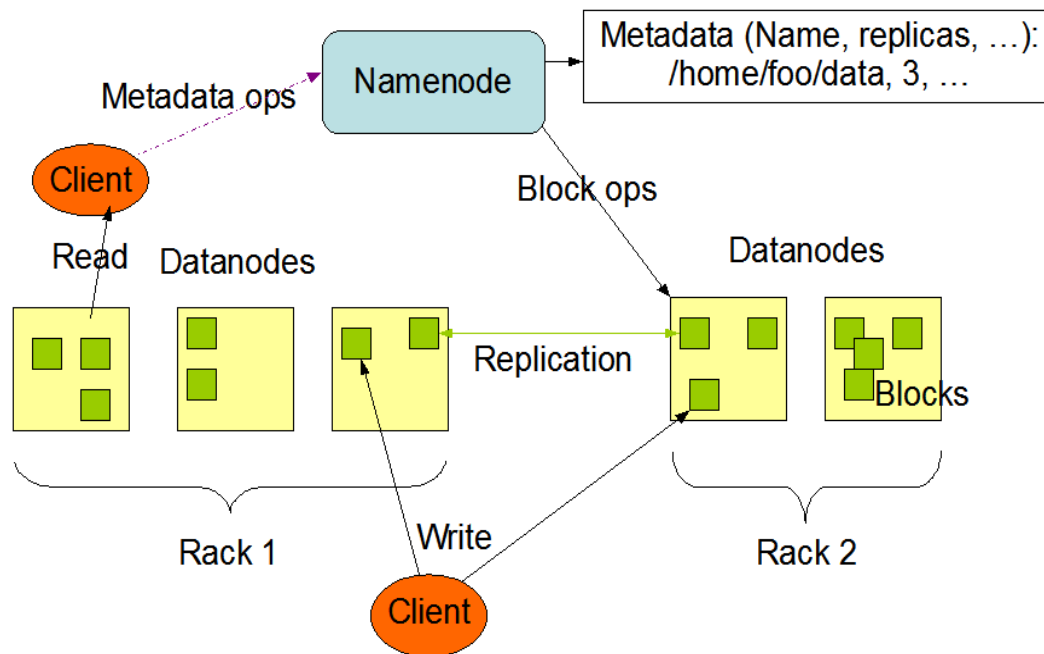 Metadata (Name, replicas, …):
/home/foo/data, 3, …
Namenode
Metadata ops
Client
Block ops
Read
Datanodes
Datanodes
Replication
Blocks
Rack 1
Write
Rack 2
Client